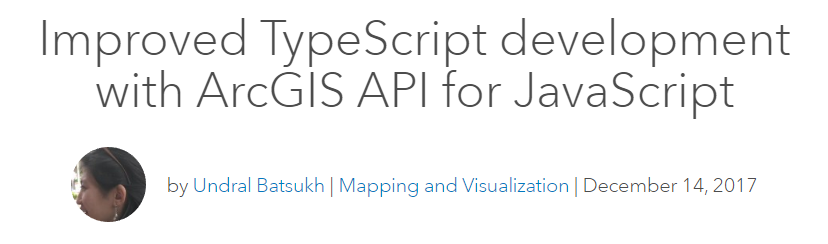 Improved TypeScript development
with ArcGIS API for JavaScript
by Undral Batsukh | Mapping and Visualization | December 14, 2017